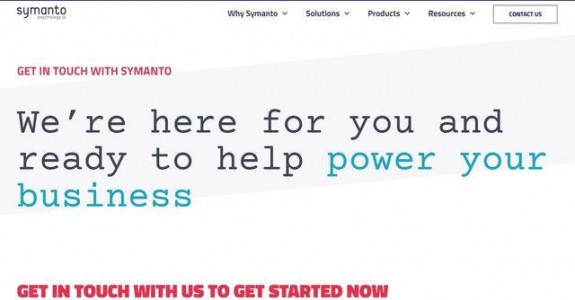 symanto
psychology ai
Why Symanto Solutions Products Resources CONTACT US
GET IN TOUCH WITH SYMANTO
We’re here for you and
ready to help power your
business
GET IN TOUCH WITH US TO GET STARTED NOW